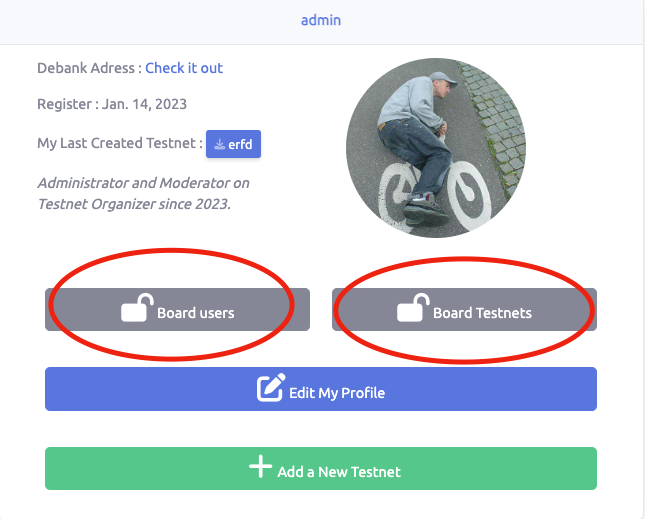 admin
Debank Adress : Check it out
Register : Jan. 14, 2023
My Last Created Testnet : erfd
Administrator and Moderator on
Testnet Organizer since 2023.
Board users
Board Testnets
Edit My Profile
Add a New Testnet